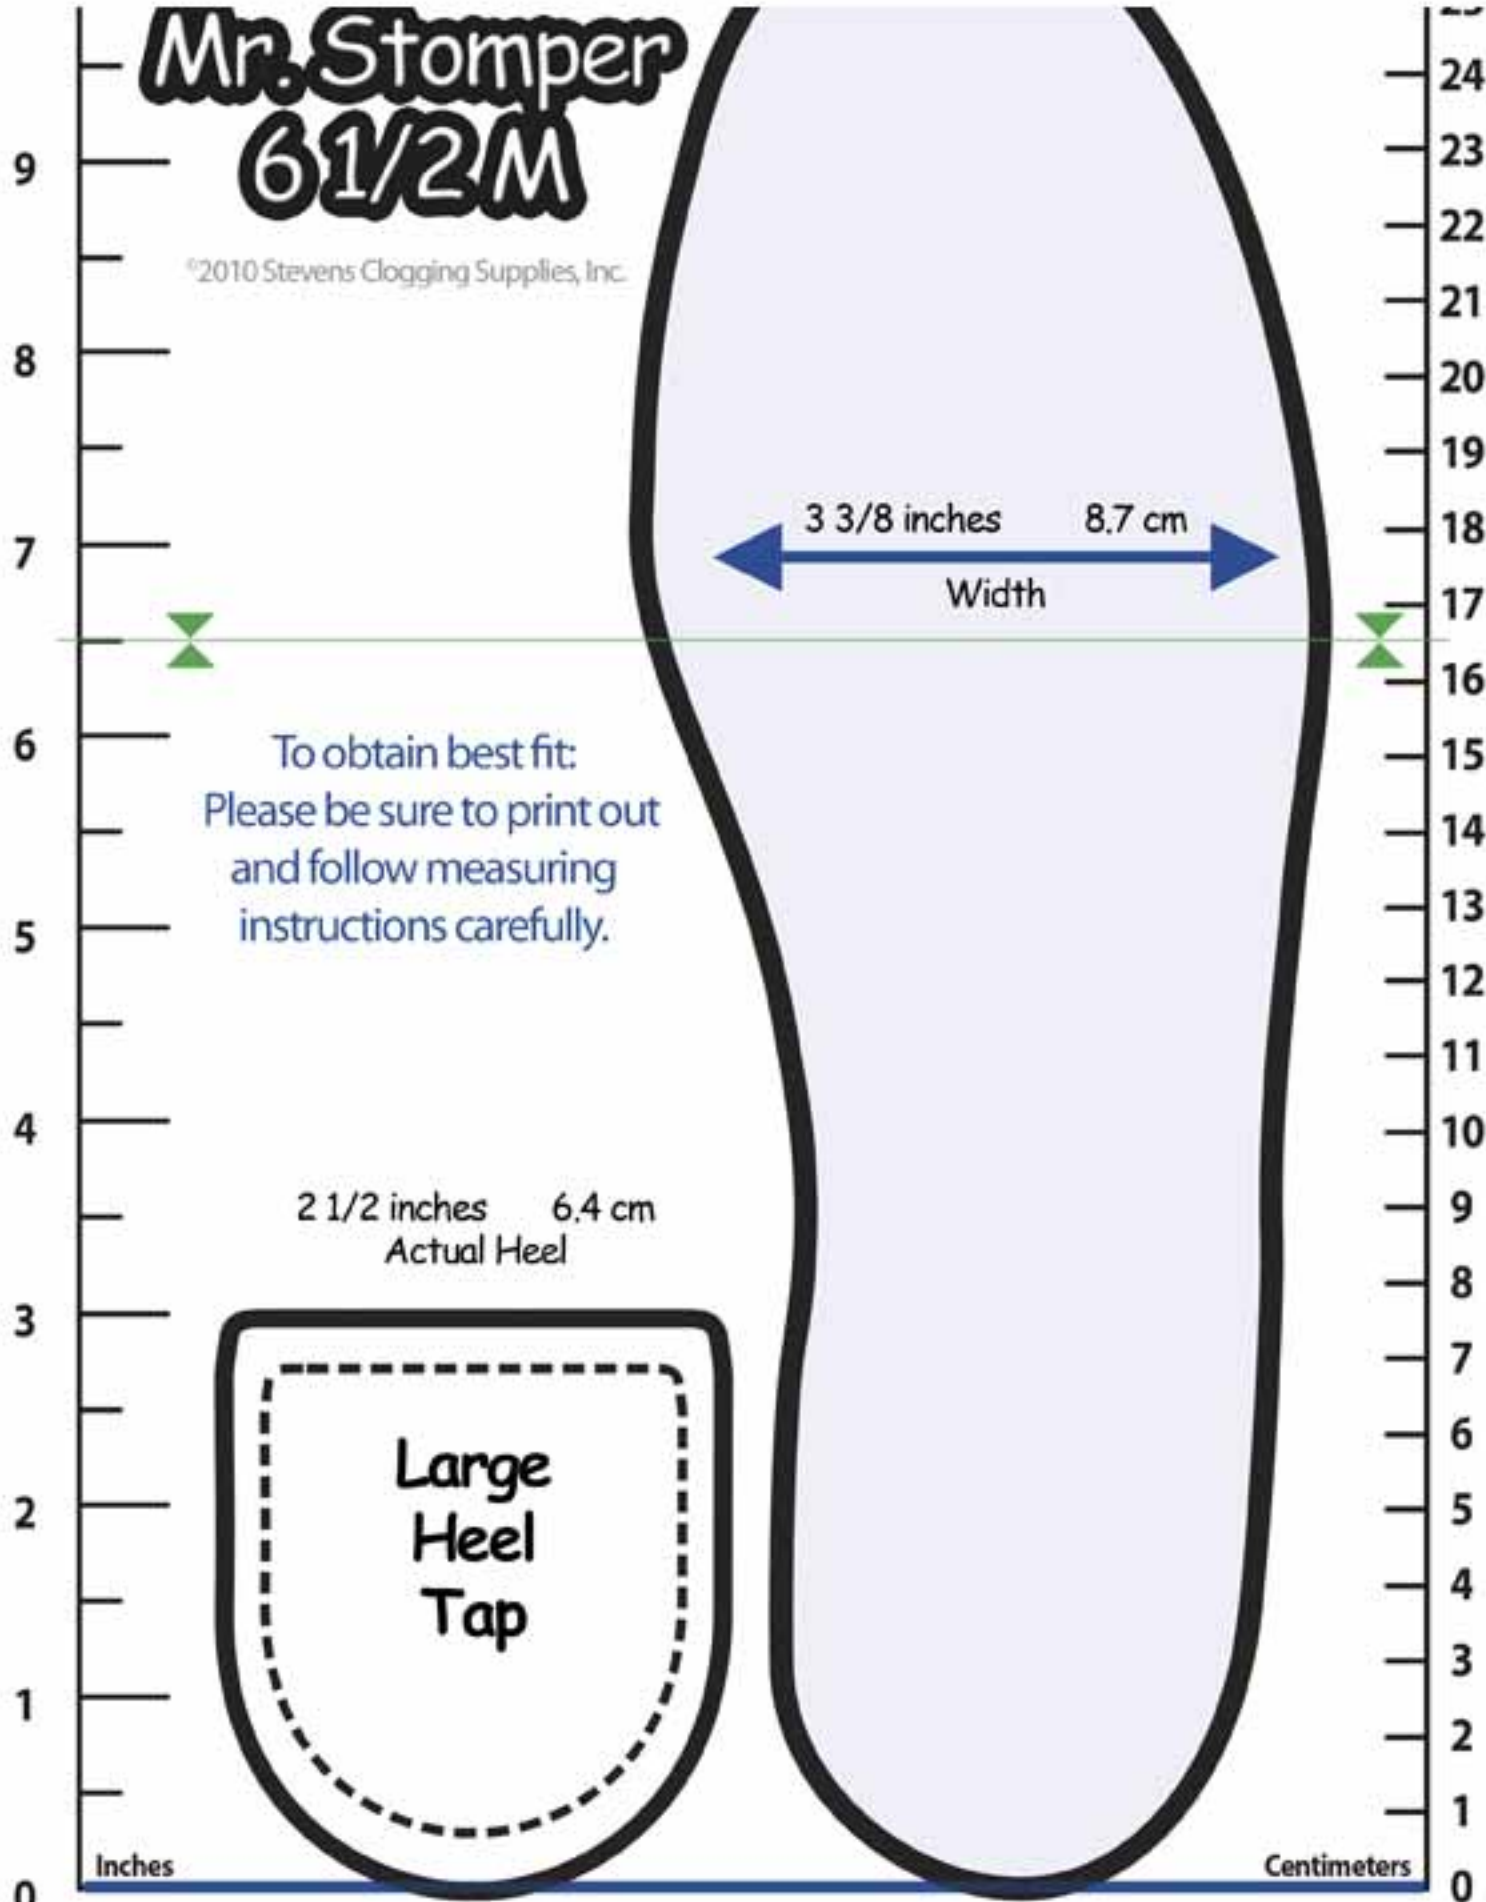 Mr. Stomper
6 1/2 M
©2010 Stevens Clogging Supplies, Inc.
9
8
7
6
5
4
3
2
1
0
Inches
3 3/8 inches 8.7 cm
Width
To obtain best fit:
Please be sure to print out
and follow measuring
instructions carefully.
2 1/2 inches 6.4 cm
Actual Heel
Large
Heel
Tap
24
23
22
21
20
19
18
17
16
15
14
13
12
11
10
9
8
7
6
5
4
3
2
1
0
Centimeters